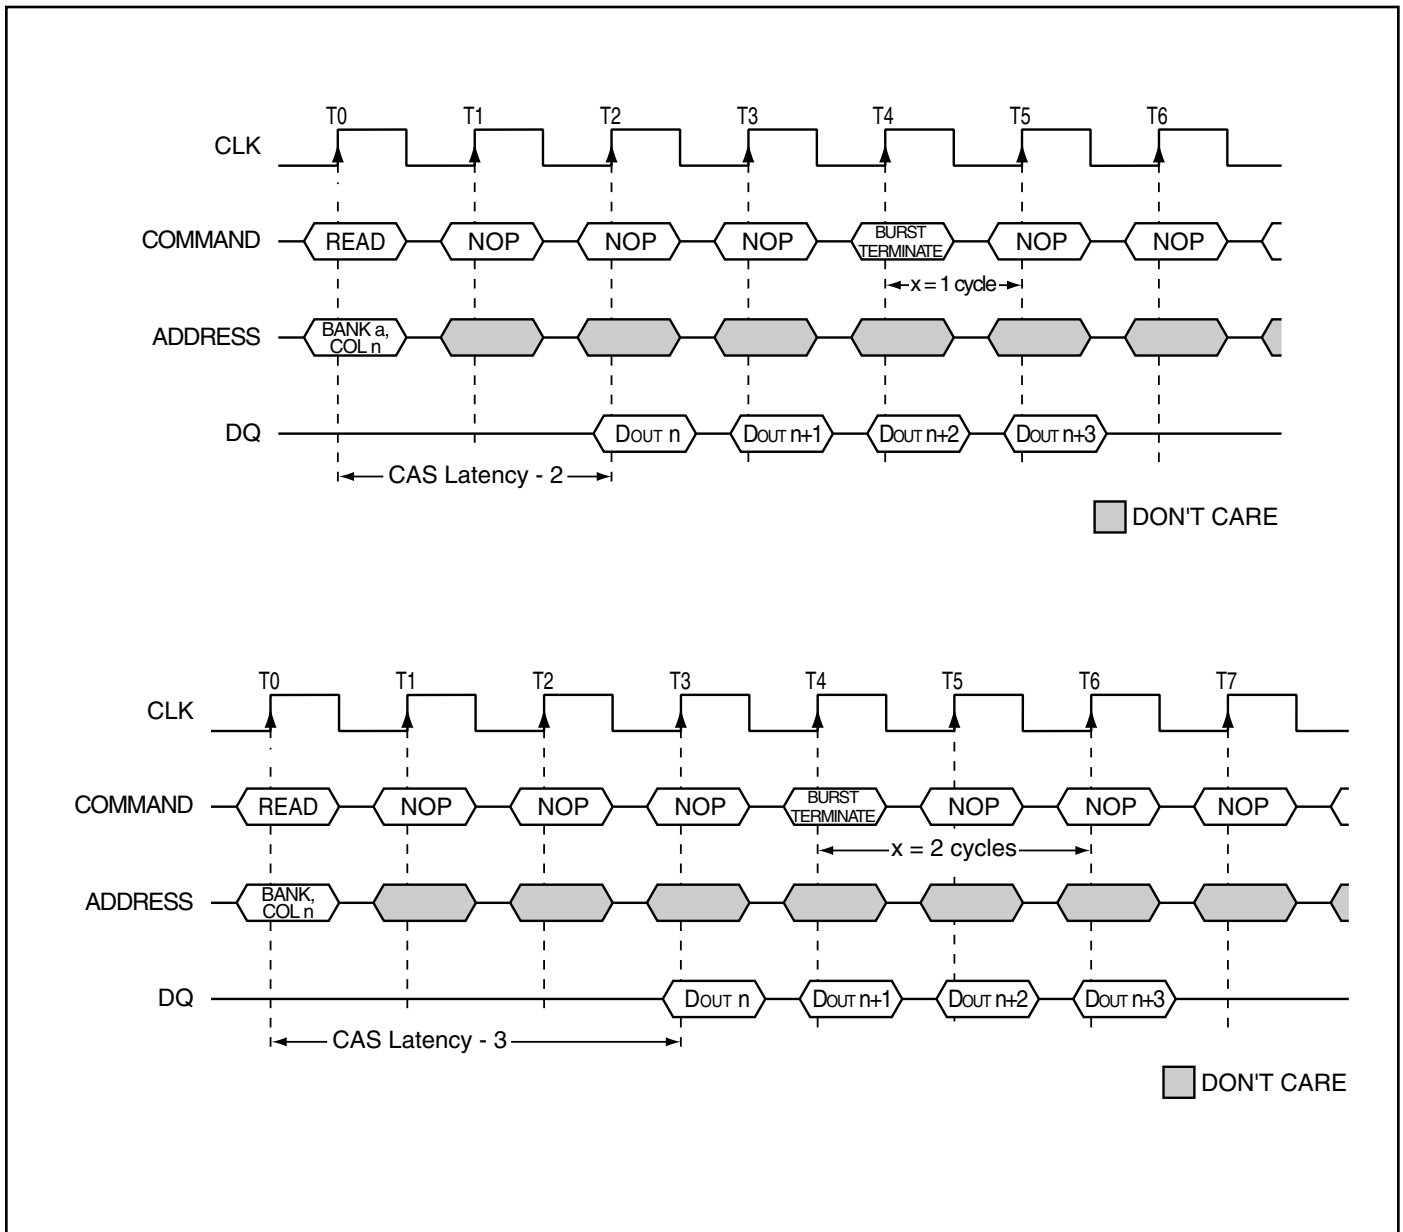 T0 T1 T2 T3 T4 T5 T6
CLK
COMMAND READ NOP NOP NOP BURST TERMINATE NOP NOP
x = 1 cycle
ADDRESS BANK a, COL n
DQ DOUT n DOUT n+1 DOUT n+2 DOUT n+3
CAS Latency - 2
DON'T CARE
T0 T1 T2 T3 T4 T5 T6 T7
CLK
COMMAND READ NOP NOP NOP BURST TERMINATE NOP NOP NOP
x = 2 cycles
ADDRESS BANK, COL n
DQ DOUT n DOUT n+1 DOUT n+2 DOUT n+3
CAS Latency - 3
DON'T CARE